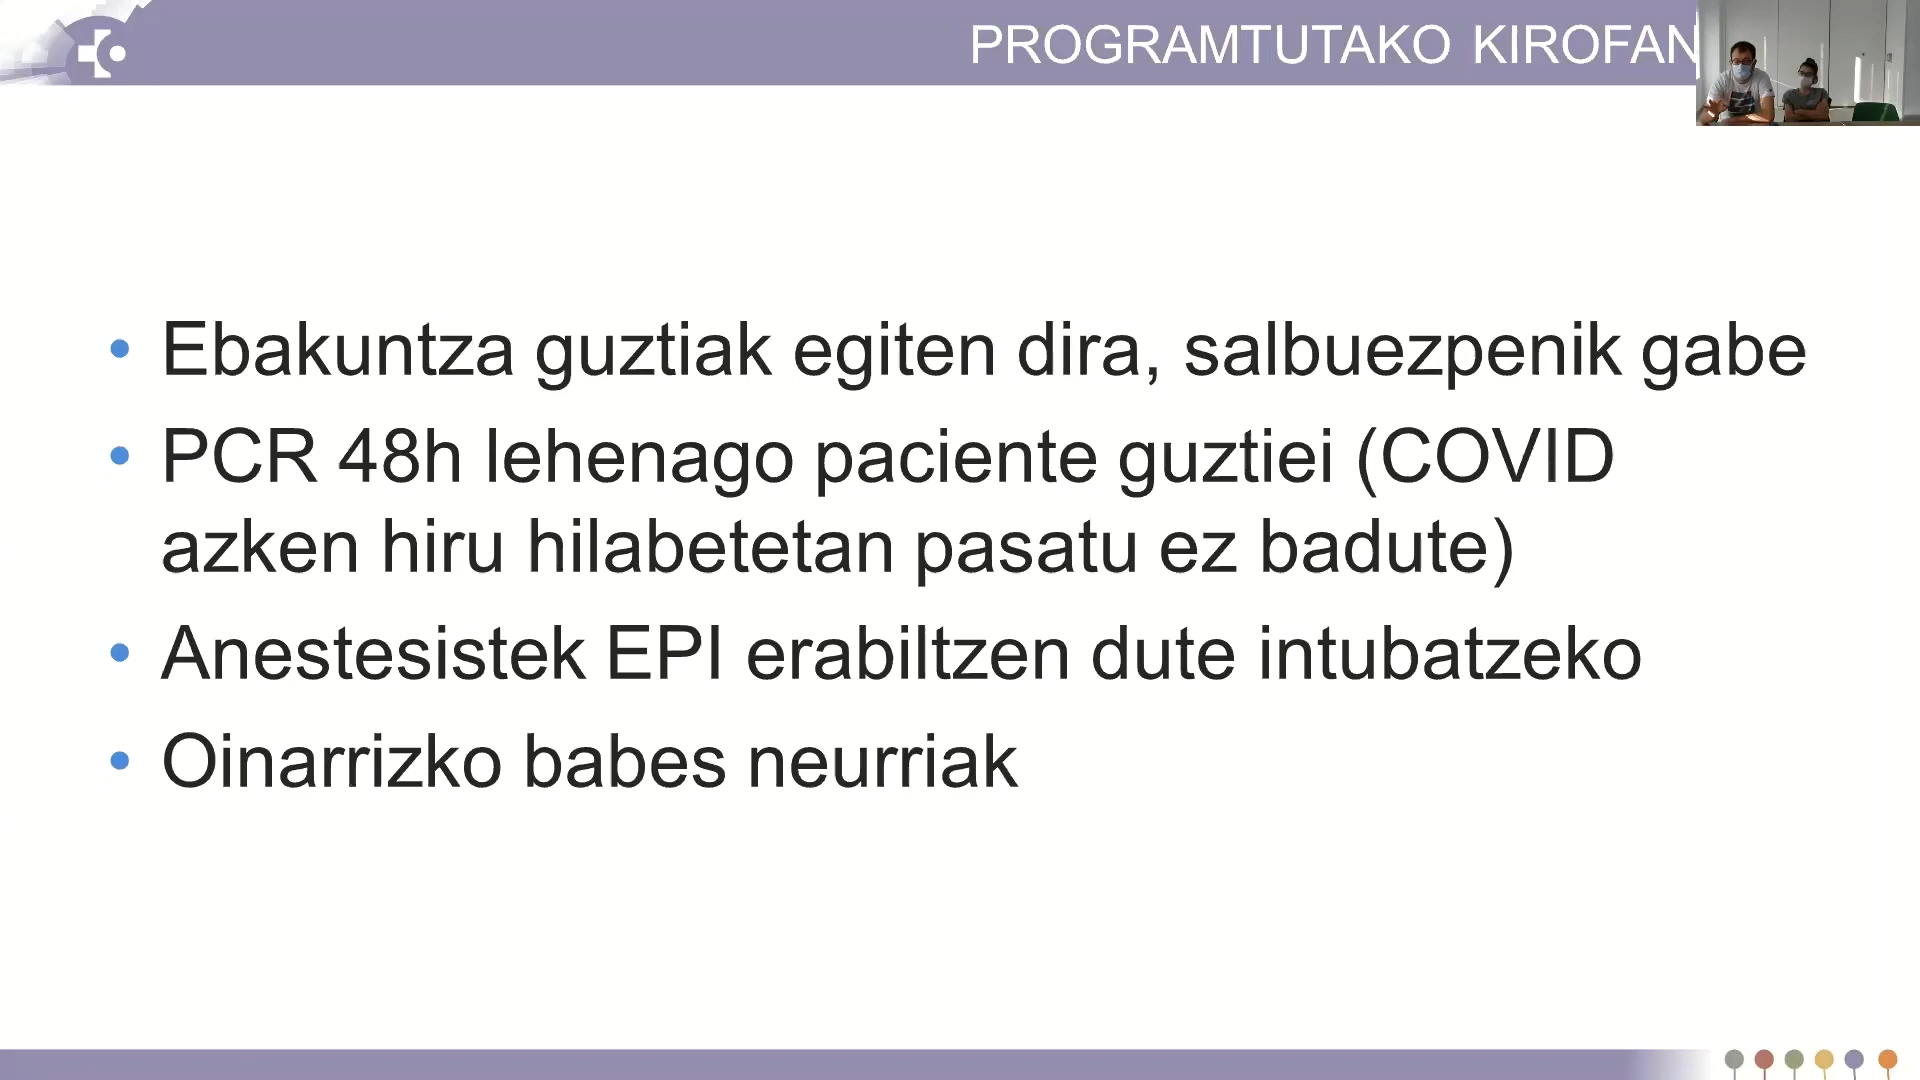 PROGRAMTUTAKO KIROFAN
• Ebakuntza guztiak egiten dira, salbuezpenik gabe
• PCR 48h lehenago paciente guztiei (COVID
azken hiru hilabetetan pasatu ez badute)
• Anestesistek EPI erabiltzen dute intubatzeko
• Oinarrizko babes neurriak